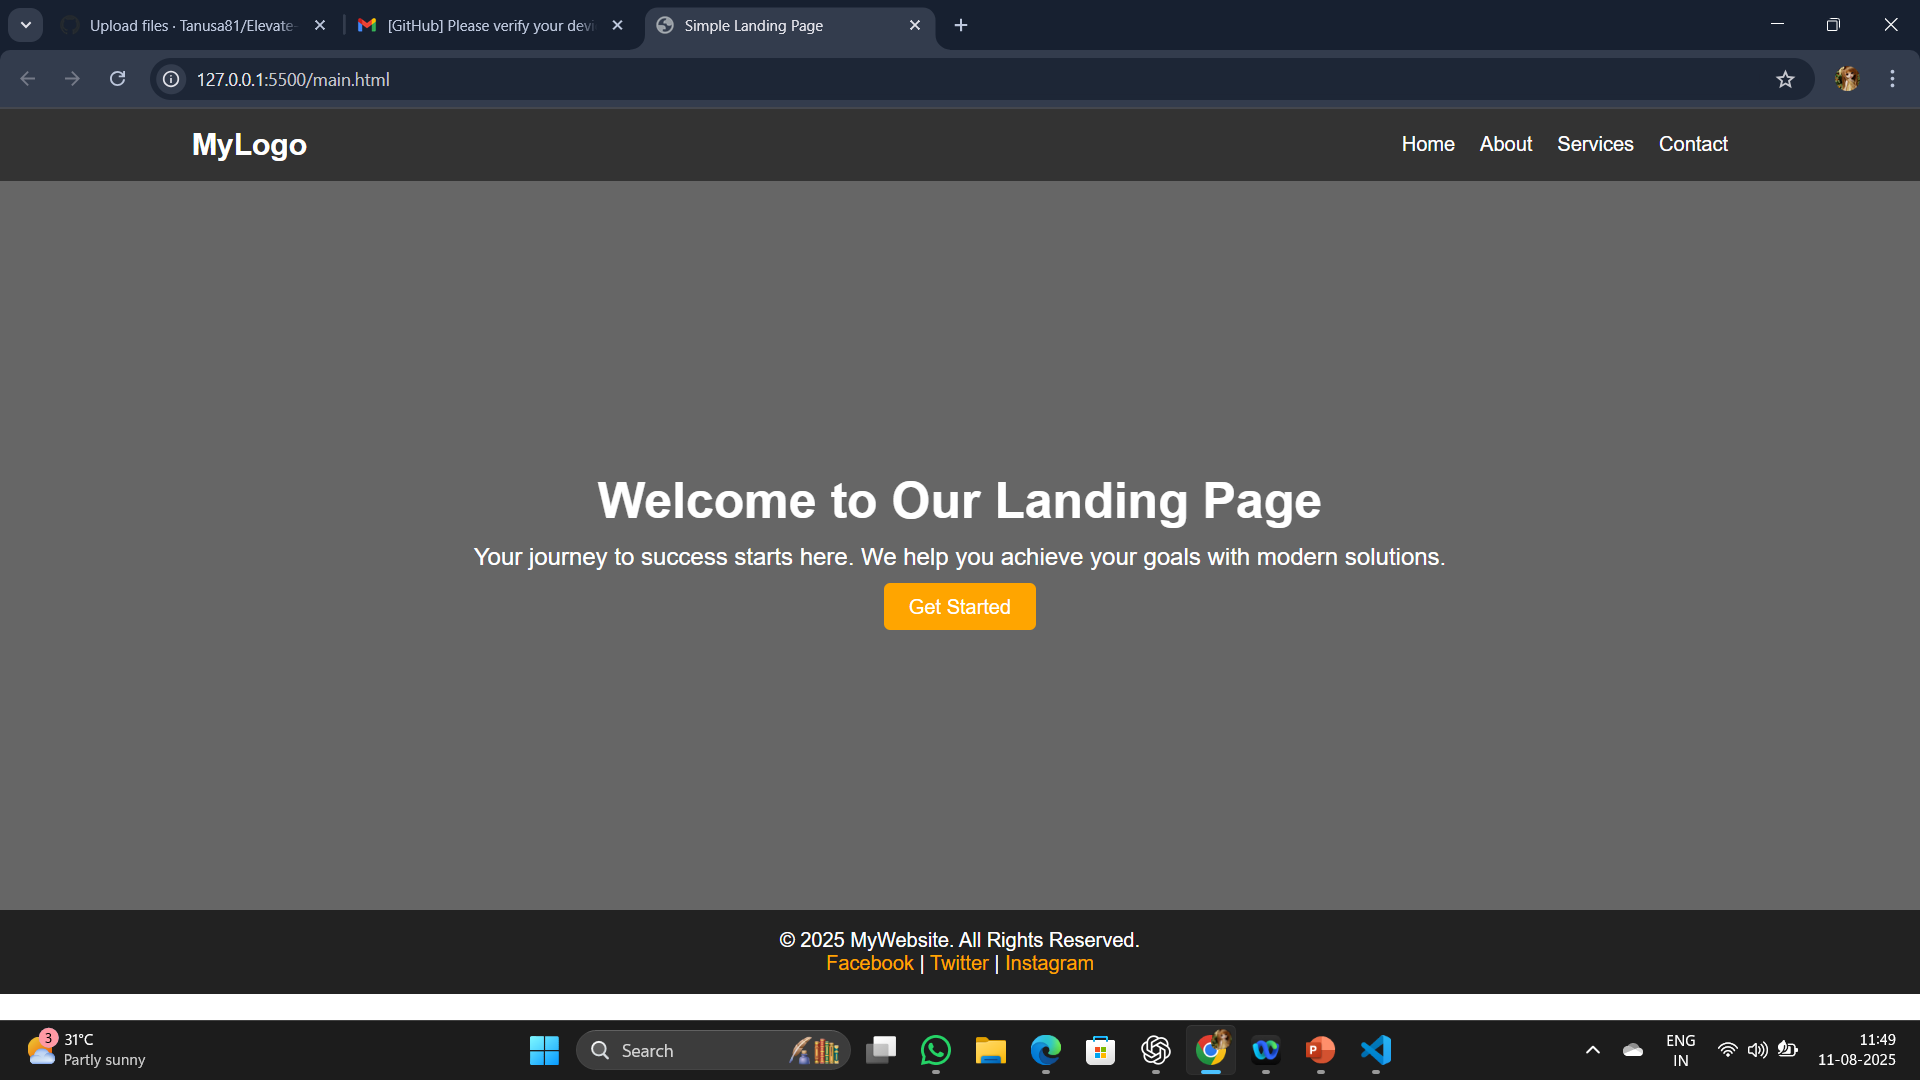 Upload files · Tanusa81/Elevate-
[GitHub] Please verify your devi
Simple Landing Page
127.0.0.1:5500/main.html
MyLogo
Home About Services Contact
Welcome to Our Landing Page
Your journey to success starts here. We help you achieve your goals with modern solutions.
Get Started
© 2025 MyWebsite. All Rights Reserved.
Facebook | Twitter | Instagram
3
31°C
Partly sunny
Search
P
ENG
IN
11:49
11-08-2025